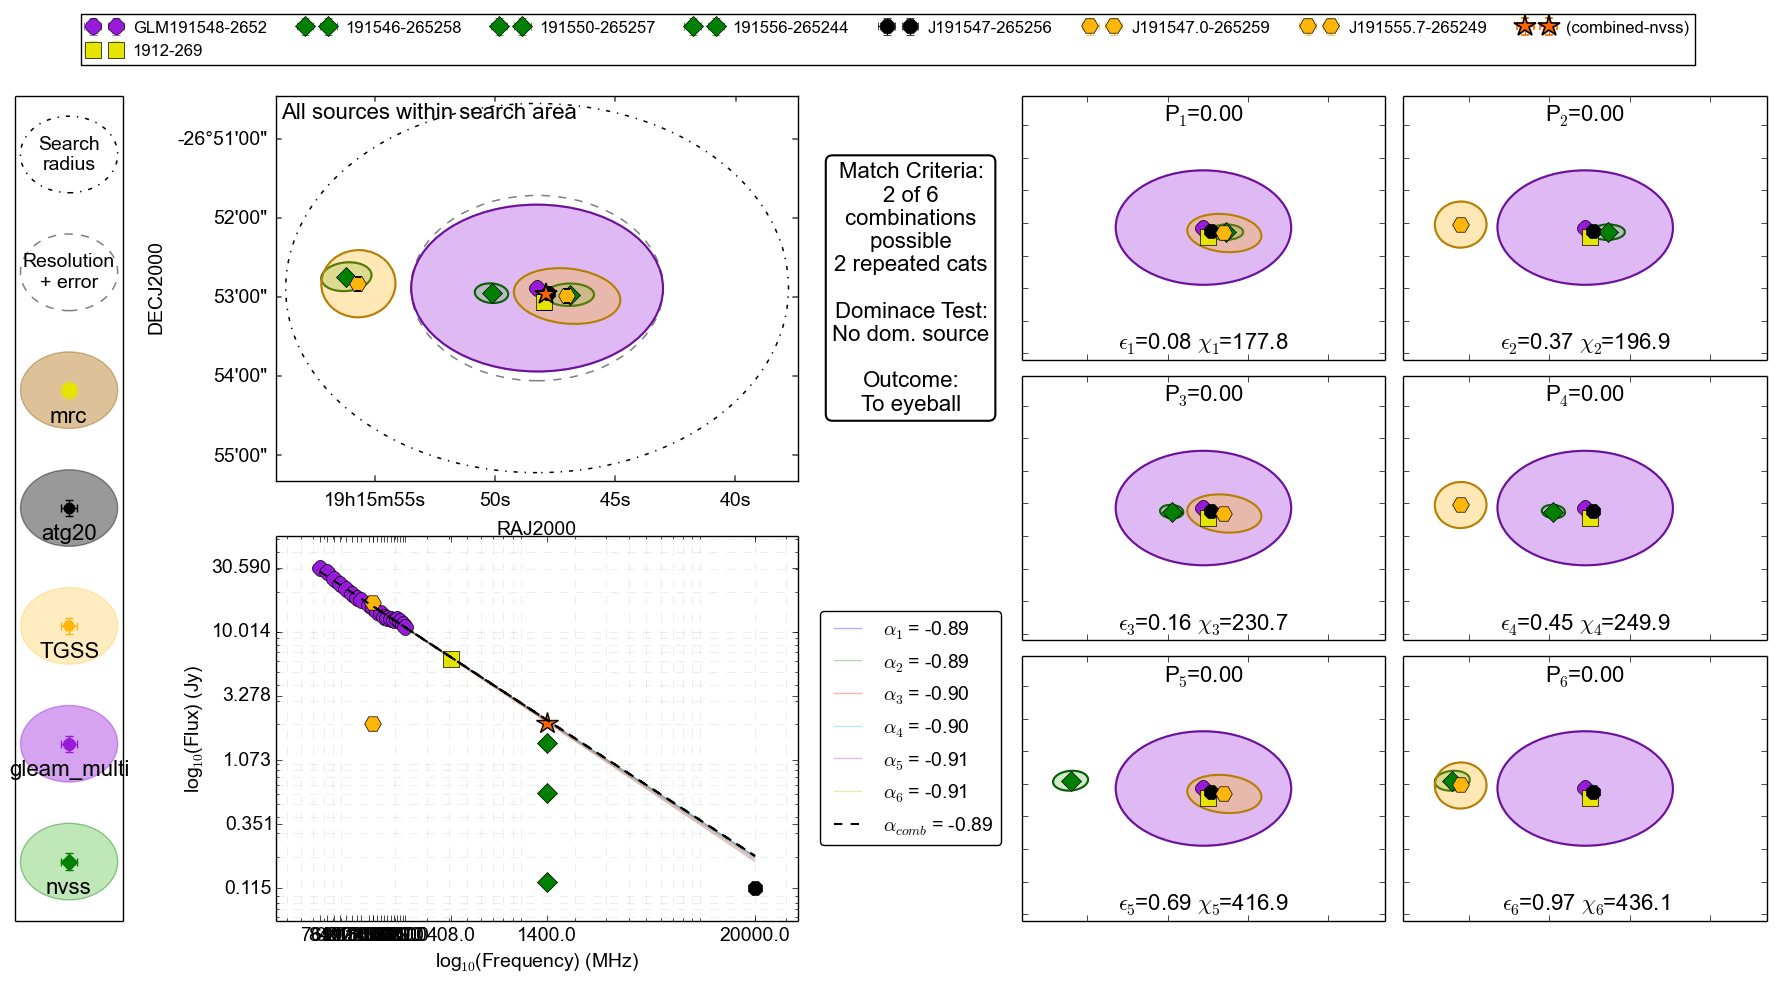 GLM191548-2652 191546-265258 191550-265257 191556-265244 J191547-265256 J191547.0-265259 J191555.7-265249 (combined-nvss)
1912-269
Search
radius
Resolution
+ error
mrc
atg20
TGSS
gleam_multi
nvss
All sources within search area
DECJ2000
-26°51'00"
52'00"
53'00"
54'00"
55'00"
19h15m55s 50s 45s 40s
RAJ2000
Match Criteria:
2 of 6
combinations
possible
2 repeated cats
Dominace Test:
No dom. source
Outcome:
To eyeball
log₁₀(Flux) (Jy)
30.590
10.014
3.278
1.073
0.351
0.115
408.0 1400.0 20000.0
log₁₀(Frequency) (MHz)
α₁ = -0.89
α₂ = -0.89
α₃ = -0.90
α₄ = -0.90
α₅ = -0.91
α₆ = -0.91
α_comb = -0.89
P₁=0.00
ϵ₁=0.08 χ₁=177.8
P₂=0.00
ϵ₂=0.37 χ₂=196.9
P₃=0.00
ϵ₃=0.16 χ₃=230.7
P₄=0.00
ϵ₄=0.45 χ₄=249.9
P₅=0.00
ϵ₅=0.69 χ₅=416.9
P₆=0.00
ϵ₆=0.97 χ₆=436.1